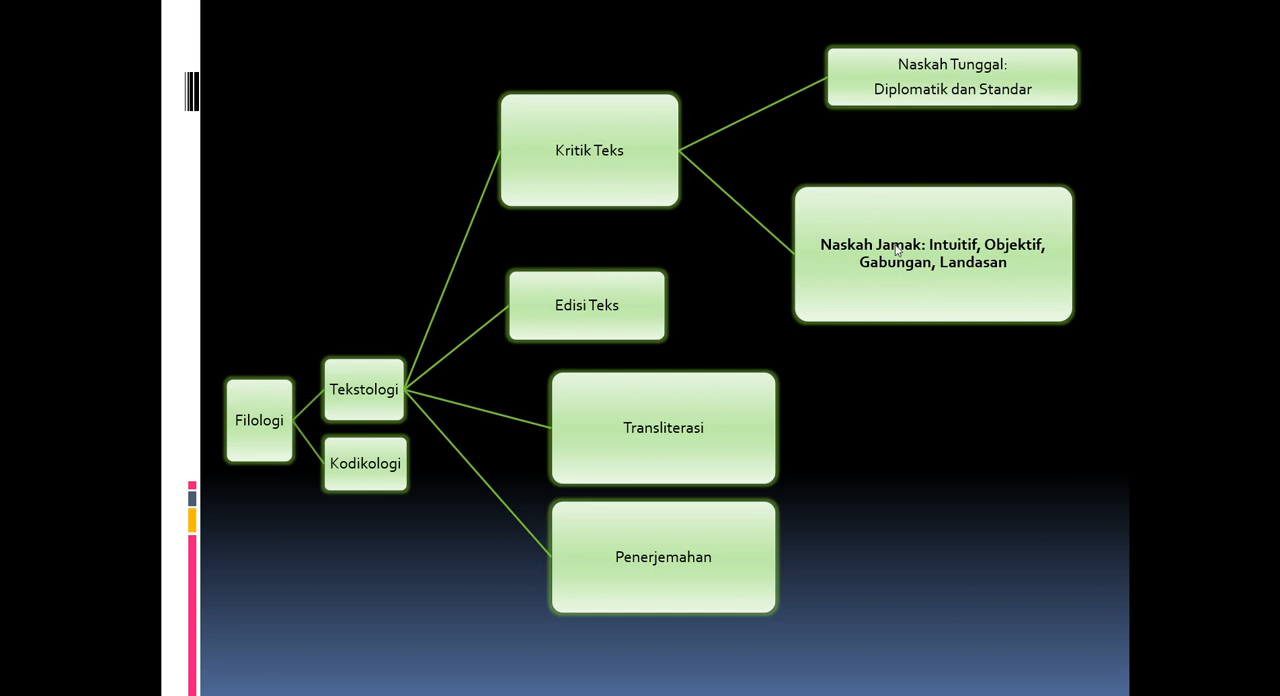 Naskah Tunggal:
Diplomatik dan Standar
Kritik Teks
Naskah Jamak: Intuitif, Objektif,
Gabungan, Landasan
Edisi Teks
Tekstologi
Filologi
Transliterasi
Kodikologi
Penerjemahan